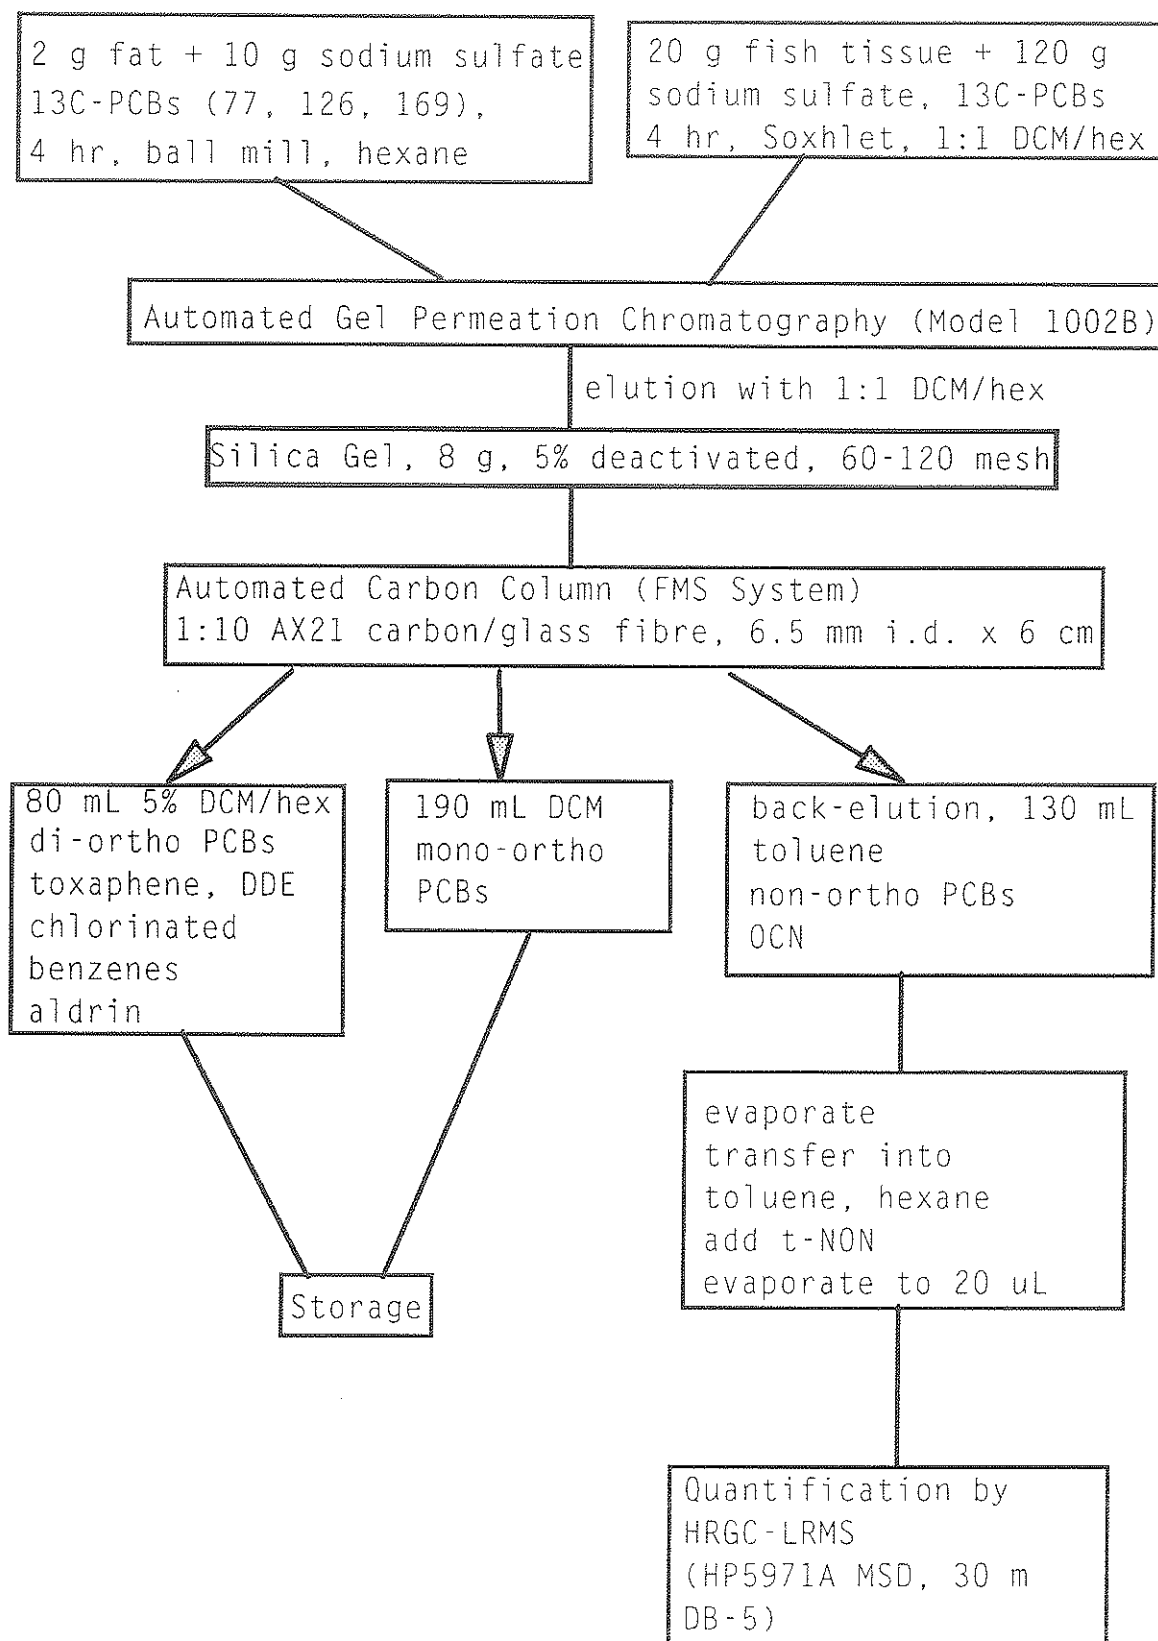 2 g fat + 10 g sodium sulfate
13C-PCBs (77, 126, 169),
4 hr, ball mill, hexane
20 g fish tissue + 120 g
sodium sulfate, 13C-PCBs
4 hr, Soxhlet, 1:1 DCM/hex
Automated Gel Permeation Chromatography (Model 1002B)
elution with 1:1 DCM/hex
Silica Gel, 8 g, 5% deactivated, 60-120 mesh
Automated Carbon Column (FMS System)
1:10 AX21 carbon/glass fibre, 6.5 mm i.d. x 6 cm
80 mL 5% DCM/hex
di-ortho PCBs
toxaphene, DDE
chlorinated
benzenes
aldrin
190 mL DCM
mono-ortho
PCBs
back-elution, 130 mL
toluene
non-ortho PCBs
OCN
evaporate
transfer into
toluene, hexane
add t-NON
evaporate to 20 uL
Storage
Quantification by
HRGC-LRMS
(HP5971A MSD, 30 m
DB-5)